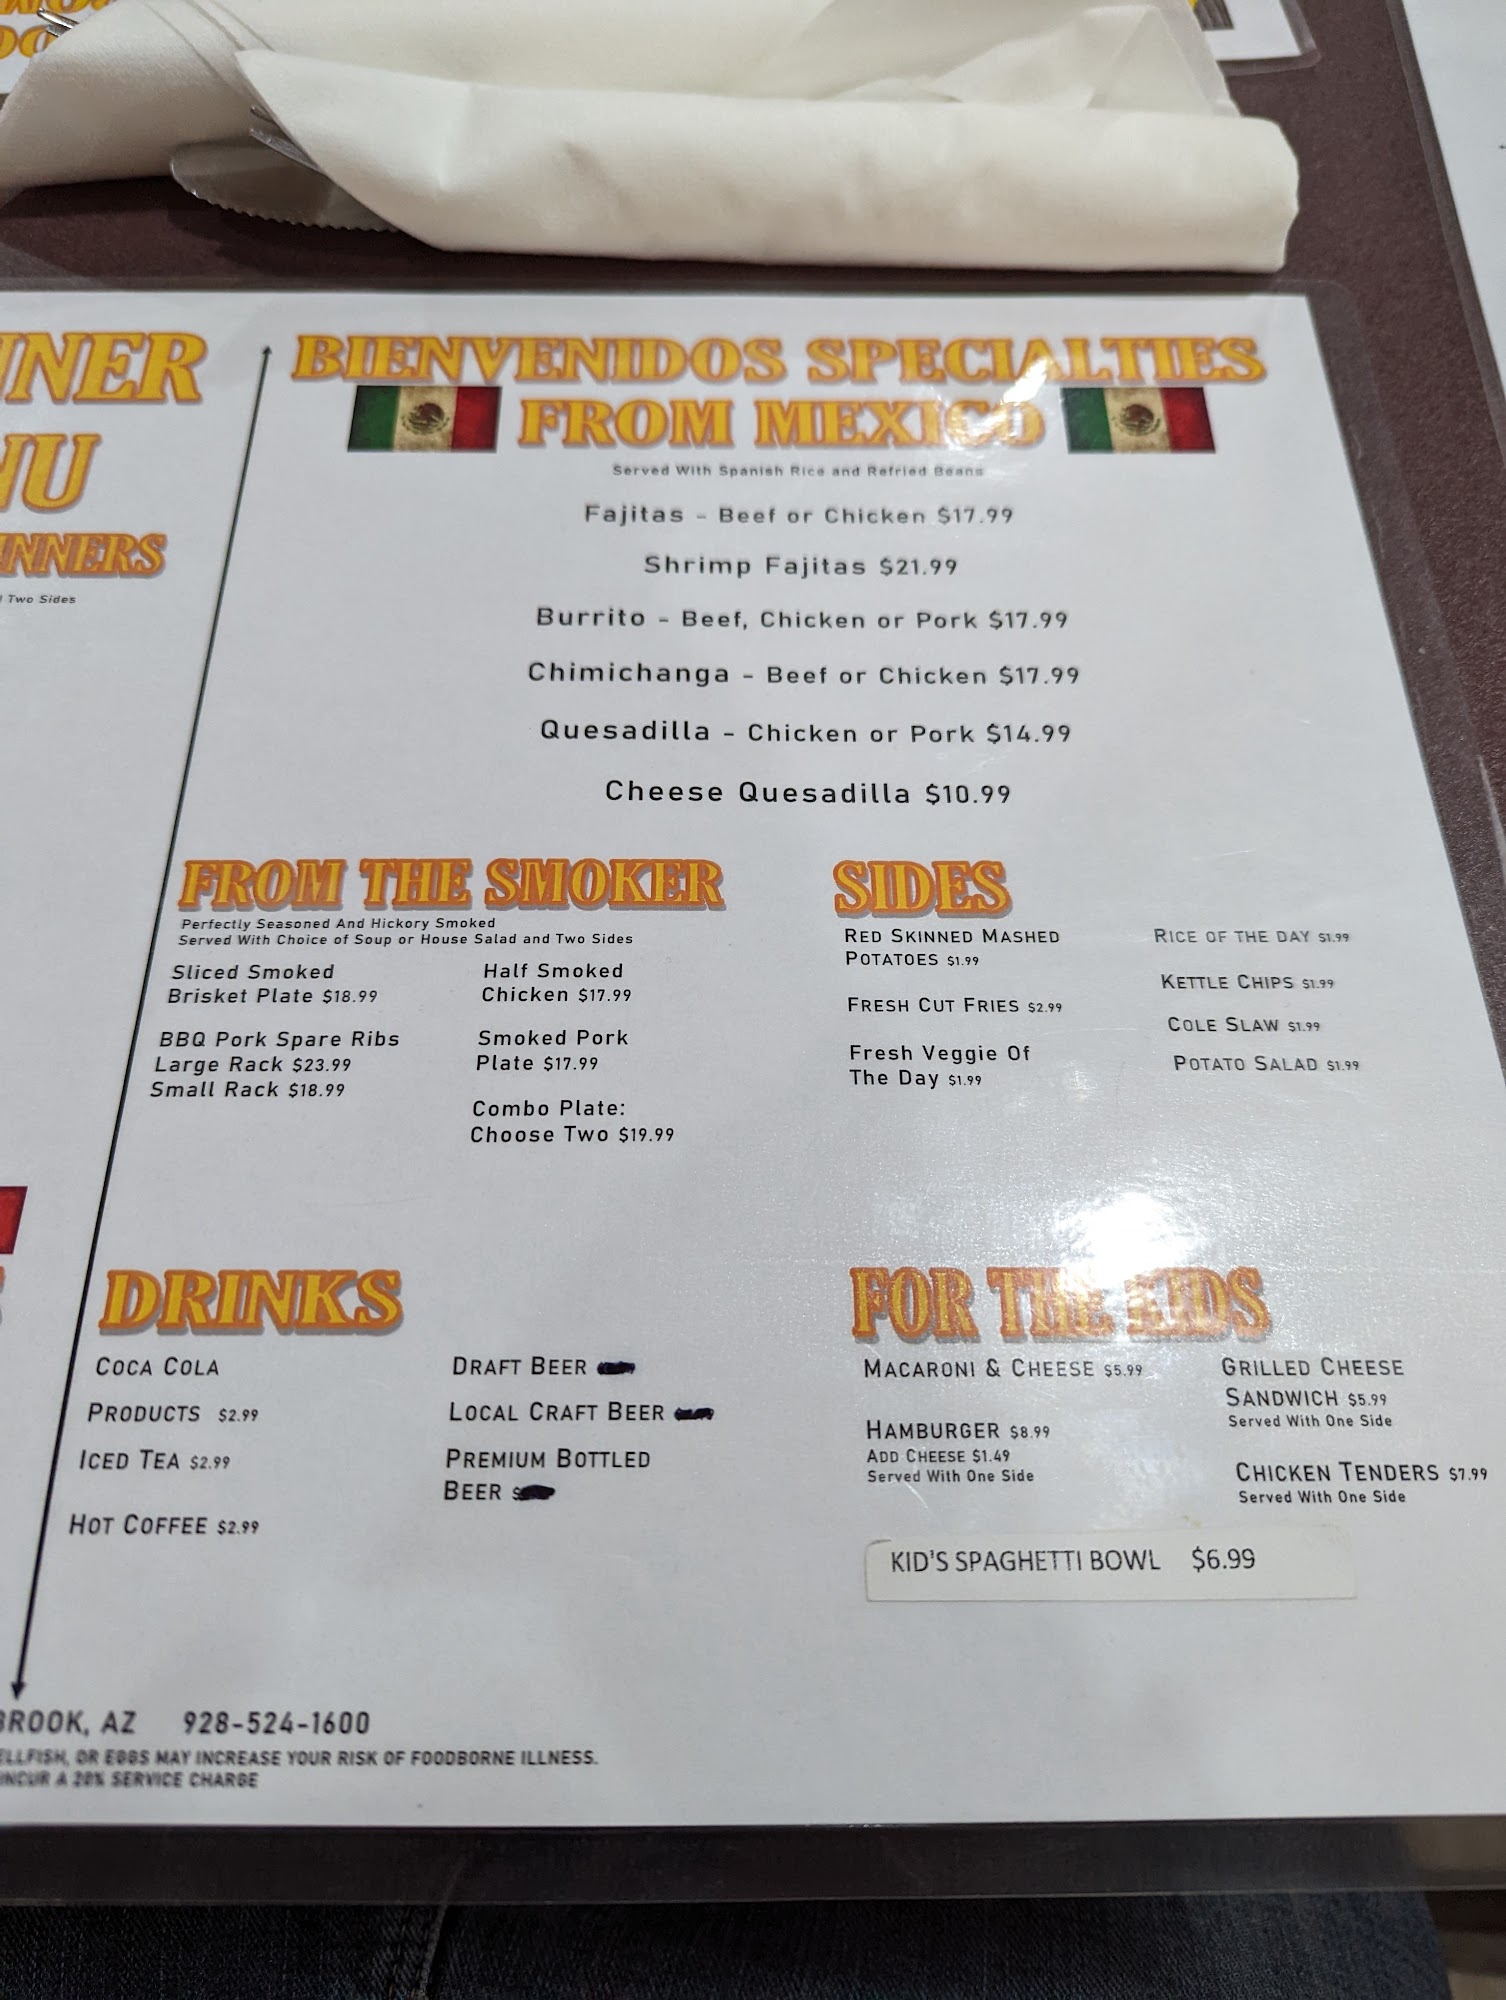 BIENVENIDOS SPECIALTIES
FROM MEXICO
Served With Spanish Rice and Refried Beans
Fajitas - Beef or Chicken $17.99
Shrimp Fajitas $21.99
Burrito - Beef, Chicken or Pork $17.99
Chimichanga - Beef or Chicken $17.99
Quesadilla - Chicken or Pork $14.99
Cheese Quesadilla $10.99
Two Sides
FROM THE SMOKER
Perfectly Seasoned And Hickory Smoked
Served With Choice of Soup or House Salad and Two Sides
Sliced Smoked
Brisket Plate $18.99
BBQ Pork Spare Ribs
Large Rack $23.99
Small Rack $18.99
Half Smoked
Chicken $17.99
Smoked Pork
Plate $17.99
Combo Plate:
Choose Two $19.99
SIDES
RED SKINNED MASHED
POTATOES $1.99
FRESH CUT FRIES $2.99
Fresh Veggie Of
The Day $1.99
RICE OF THE DAY $1.99
KETTLE CHIPS $1.99
COLE SLAW $1.99
POTATO SALAD $1.99
DRINKS
COCA COLA
PRODUCTS $2.99
ICED TEA $2.99
HOT COFFEE $2.99
DRAFT BEER
LOCAL CRAFT BEER
PREMIUM BOTTLED
BEER $
FOR THE KIDS
MACARONI & CHEESE $5.99
HAMBURGER $8.99
ADD CHEESE $1.49
Served With One Side
GRILLED CHEESE
SANDWICH $5.99
Served With One Side
CHICKEN TENDERS $7.99
Served With One Side
KID'S SPAGHETTI BOWL $6.99
BROOK, AZ 928-524-1600
ELLFISH, OR EGGS MAY INCREASE YOUR RISK OF FOODBORNE ILLNESS.
INCUR A 20% SERVICE CHARGE